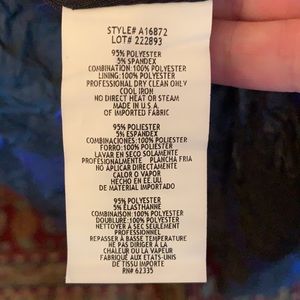 STYLE# A16872
LOT# 222893
95% POLYESTER
5% SPANDEX
COMBINATION:100% POLYESTER
LINING:100% POLYESTER
PROFESSIONAL DRY CLEAN ONLY
COOL IRON
NO DIRECT HEAT OR STEAM
MADE IN U.S.A.
OF IMPORTED FABRIC
95% POLIESTER
5% ESPANDEX
COMBINACIONES:100% POLIESTER
FORRO:100% POLIESTER
LAVAR EN SECO SOLAMENTE
PROFESIONALMENTE PLANCHA FRIA
NO APLICAR DIRECTAMENTE
CALOR O VAPOR
HECHO EN EE.UU.
DE MATERIAL IMPORTADO
95% POLYESTER
5% ELASTHANNE
COMBINAISON:100% POLYESTER
DOUBLURE:100% POLYESTER
NETTOYER À SEC SEULEMENT
PROFESSIONNEL
REPASSER À BASSE TEMPERATURE
NE PAS DIRIGER À LA
CHALEUR OU A VAPEUR
FABRIQUÉ AUX ETATS-UNIS
DE TISSU IMPORTE
RN# 62335